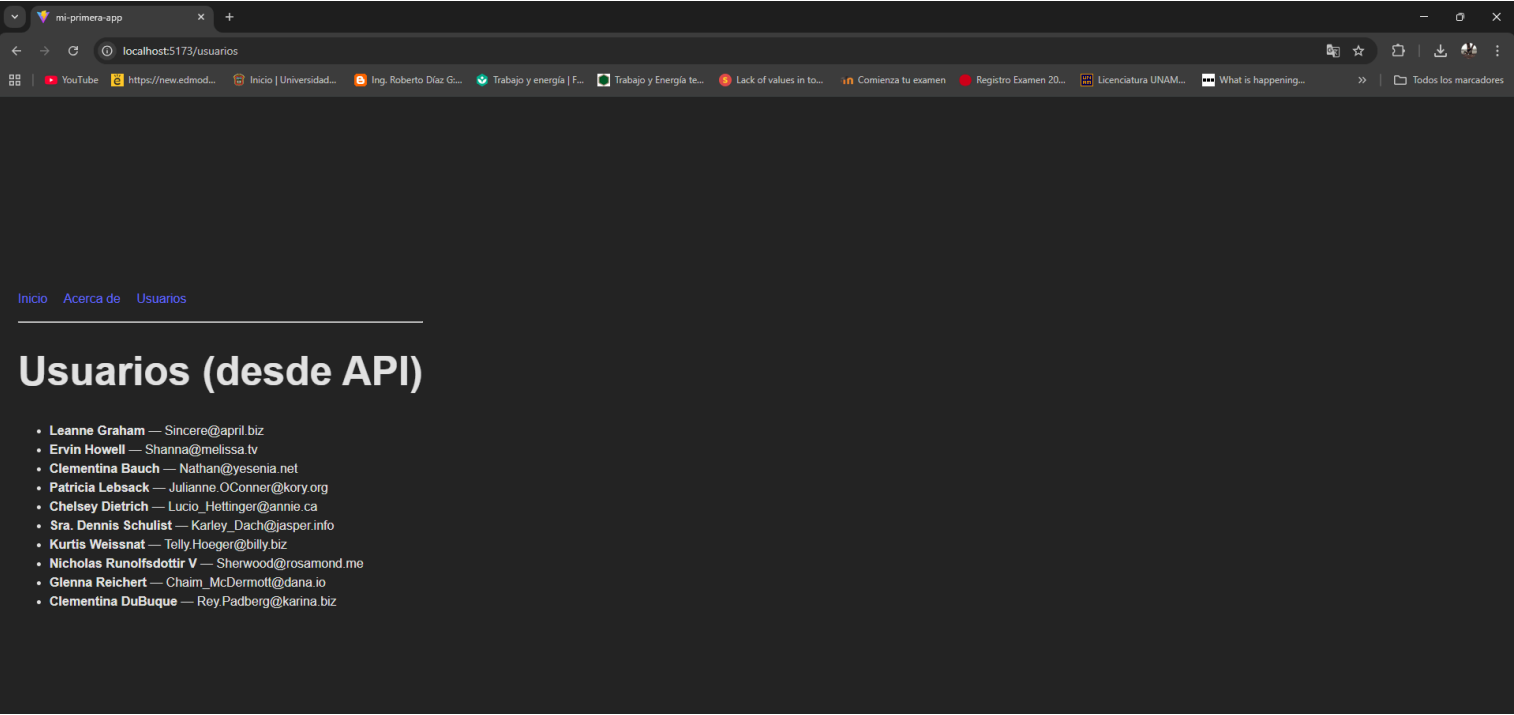 mi-primera-app
localhost:5173/usuarios
YouTube https://new.edmod... Inicio | Universidad... Ing. Roberto Díaz G:... Trabajo y energía | F... Trabajo y Energía te... Lack of values in to... Comienza tu examen Registro Examen 20... Licenciatura UNAM... What is happening... » Todos los marcadores
Inicio Acerca de Usuarios
Usuarios (desde API)
• Leanne Graham — Sincere@april.biz
• Ervin Howell — Shanna@melissa.tv
• Clementina Bauch — Nathan@yesenia.net
• Patricia Lebsack — Julianne.OConner@kory.org
• Chelsey Dietrich — Lucio_Hettinger@annie.ca
• Sra. Dennis Schulist — Karley_Dach@jasper.info
• Kurtis Weissnat — Telly.Hoeger@billy.biz
• Nicholas Runolfsdottir V — Sherwood@rosamond.me
• Glenna Reichert — Chaim_McDermott@dana.io
• Clementina DuBuque — Rey.Padberg@karina.biz